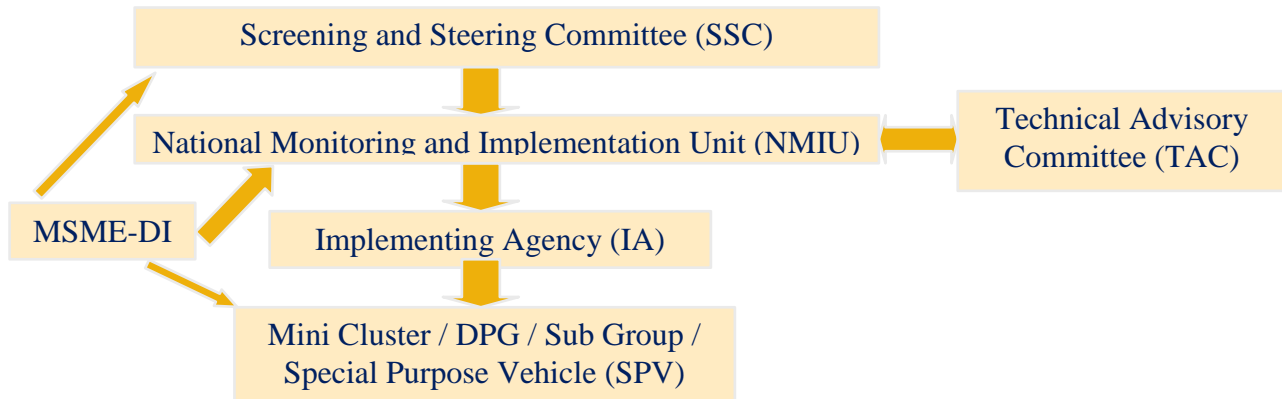 Screening and Steering Committee (SSC)
National Monitoring and Implementation Unit (NMIU)
Technical Advisory
Committee (TAC)
MSME-DI
Implementing Agency (IA)
Mini Cluster / DPG / Sub Group /
Special Purpose Vehicle (SPV)